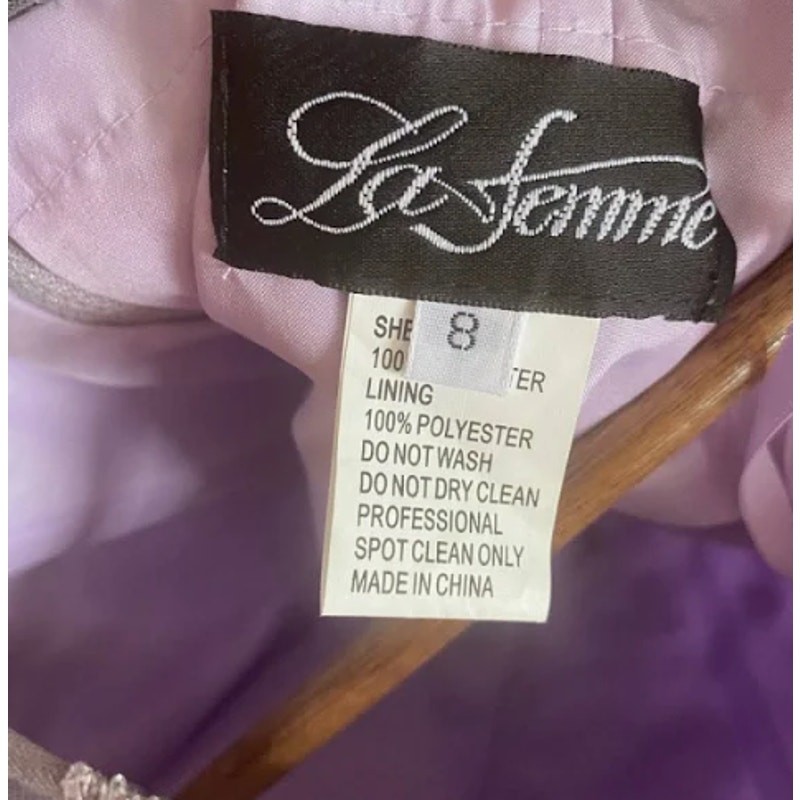 La Femme
8
SHE
100 TER
LINING
100% POLYESTER
DO NOT WASH
DO NOT DRY CLEAN
PROFESSIONAL
SPOT CLEAN ONLY
MADE IN CHINA